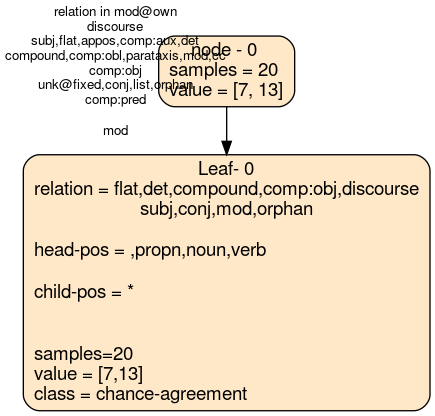 relation in mod@own
discourse
subj,flat,appos,comp:aux,det
compound,comp:obl,parataxis,mod,cc
comp:obj
unk@fixed,conj,list,orphan
comp:pred
mod
node - 0
samples = 20
value = [7, 13]
Leaf- 0
relation = flat,det,compound,comp:obj,discourse
subj,conj,mod,orphan
head-pos = ,propn,noun,verb
child-pos = *
samples=20
value = [7,13]
class = chance-agreement